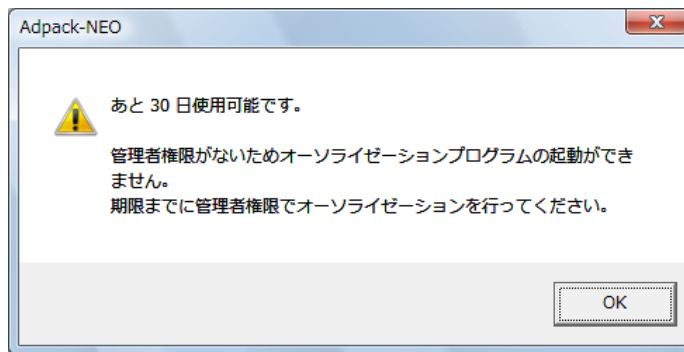 Adpack-NEO
あと 30 日使用可能です。
管理者権限がないためオーソライゼーションプログラムの起動ができ
ません。
期限までに管理者権限でオーソライゼーションを行ってください。
OK